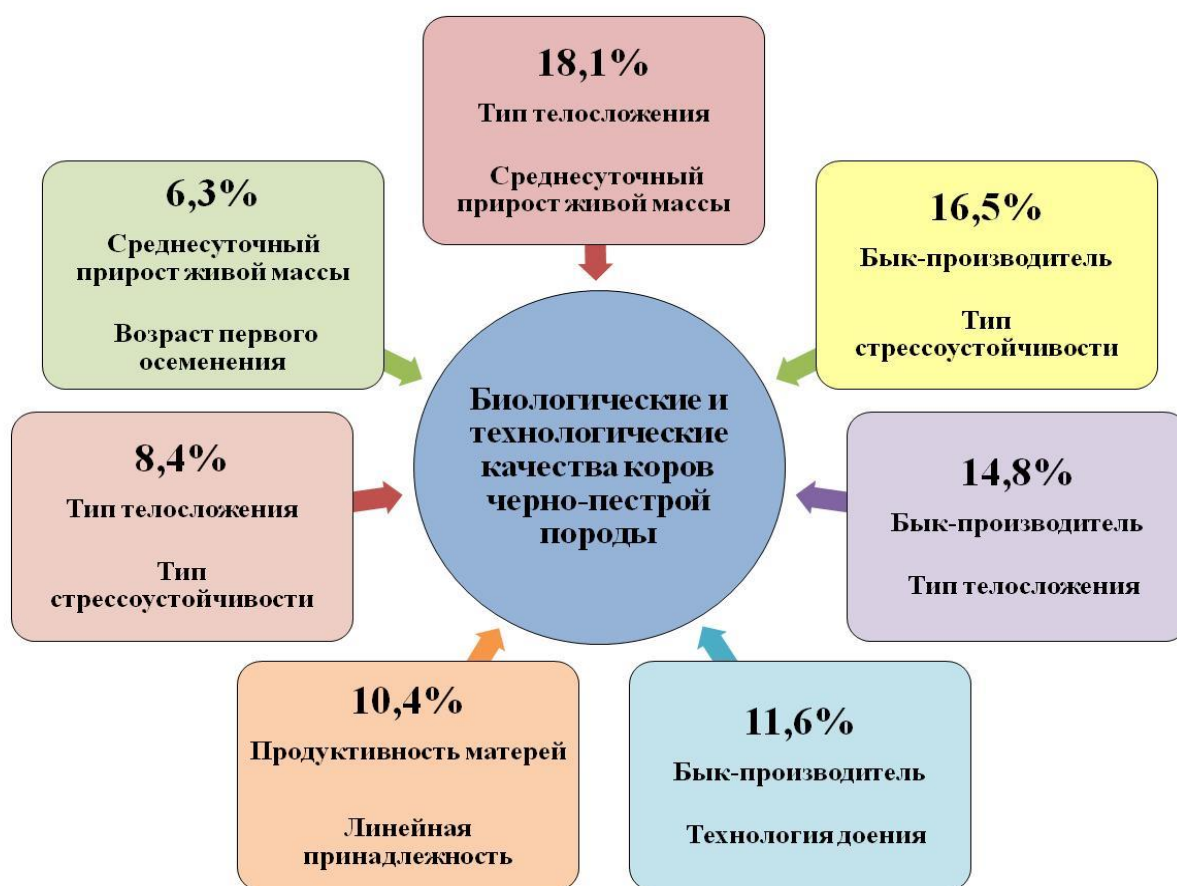 18,1%
Тип телосложения
Среднесуточный
прирост живой массы
6,3%
Среднесуточный
прирост живой массы
Возраст первого
осеменения
16,5%
Бык-производитель
Тип
стрессоустойчивости
Биологические и
технологические
качества коров
черно-пестрой
породы
8,4%
Тип телосложения
Тип
стрессоустойчивости
14,8%
Бык-производитель
Тип телосложения
10,4%
Продуктивность матерей
Линейная
принадлежность
11,6%
Бык-производитель
Технология доения